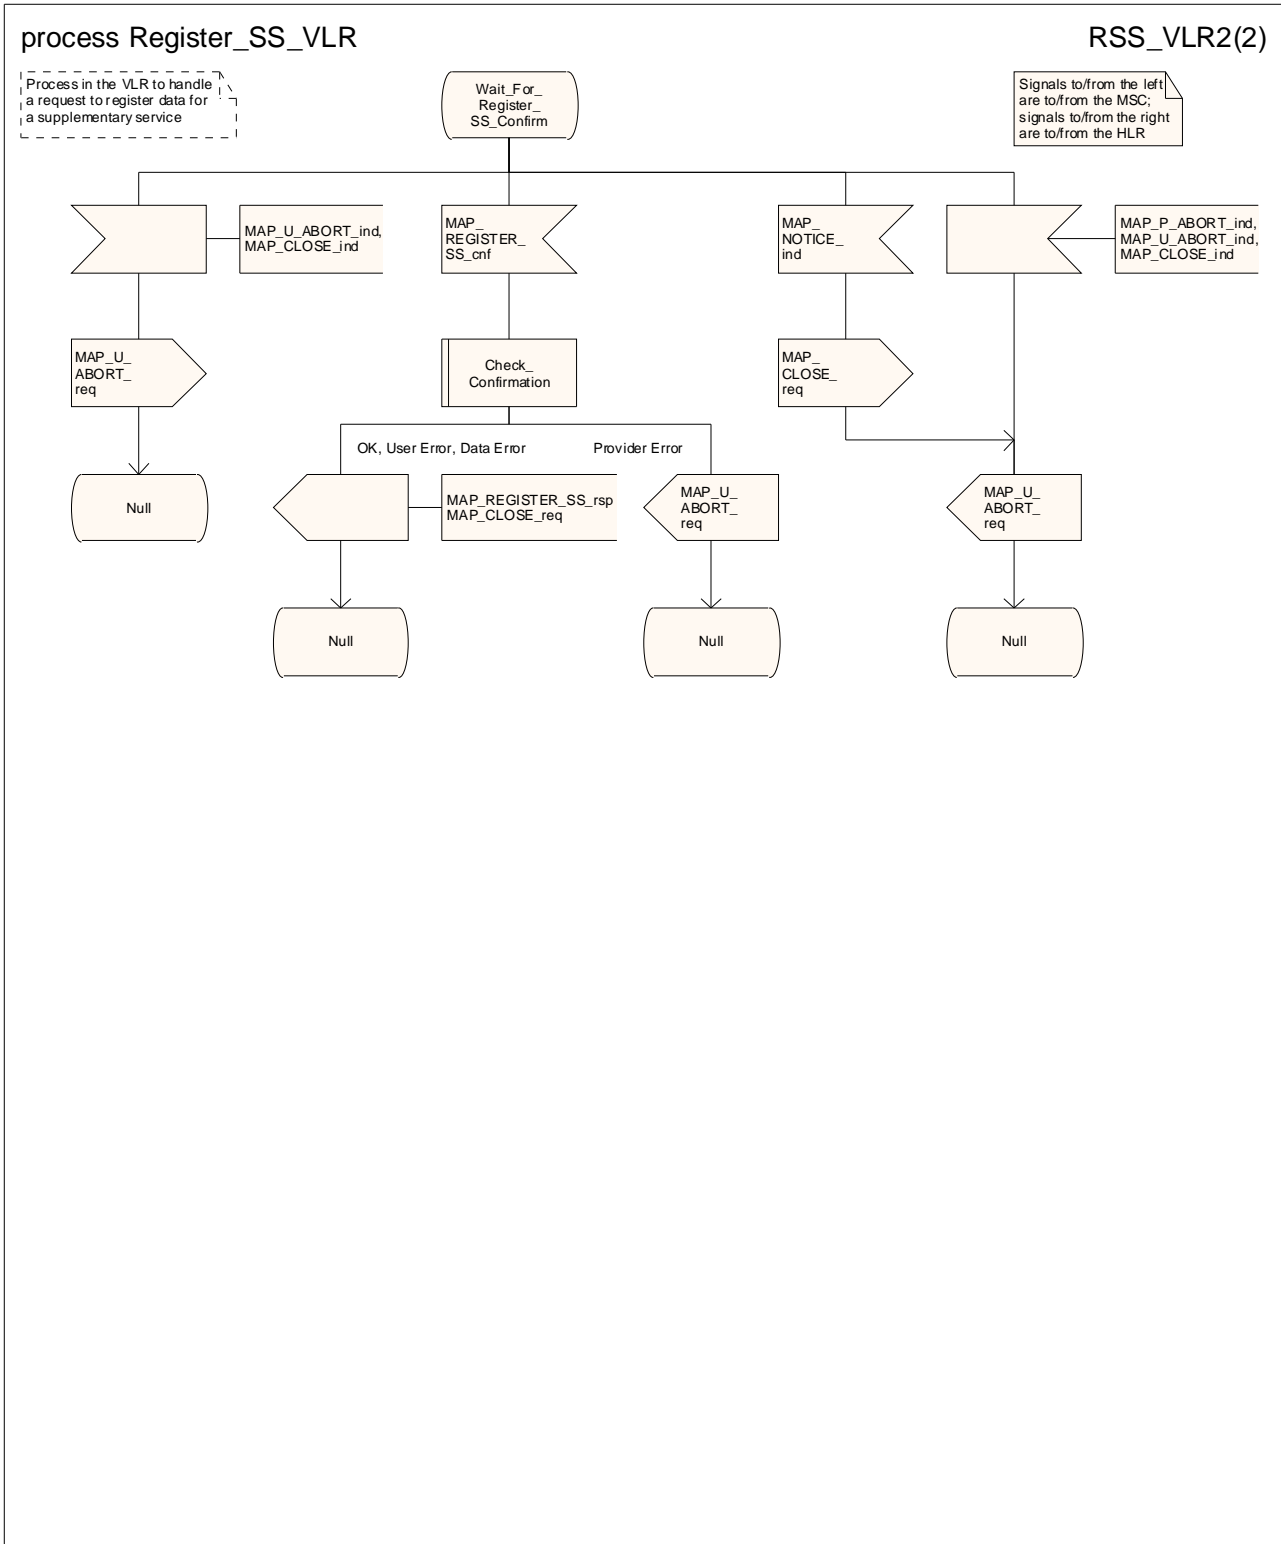 process Register_SS_VLR
RSS_VLR2(2)
Process in the VLR to handle
a request to register data for
a supplementary service
Wait_For_
Register_
SS_Confirm
Signals to/from the left
are to/from the MSC;
signals to/from the right
are to/from the HLR
MAP_U_ABORT_ind,
MAP_CLOSE_ind
MAP_
REGISTER_
SS_cnf
MAP_
NOTICE_
ind
MAP_P_ABORT_ind,
MAP_U_ABORT_ind,
MAP_CLOSE_ind
MAP_U_
ABORT_
req
Check_
Confirmation
MAP_
CLOSE_
req
OK, User Error, Data Error
Provider Error
Null
MAP_REGISTER_SS_rsp
MAP_CLOSE_req
MAP_U_
ABORT_
req
MAP_U_
ABORT_
req
Null
Null
Null